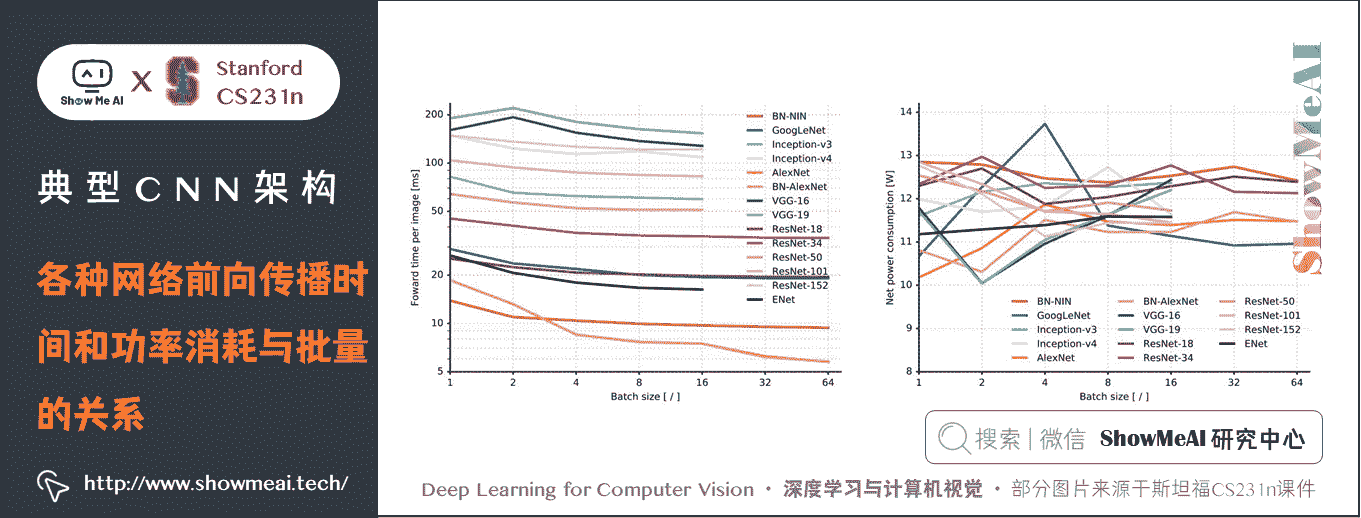 Show Me AI
X
Stanford
CS231n
典型CNN架构
各种网络前向传播时
间和功率消耗与批量
的关系
http://www.showmeai.tech/
Foward time per image [ms]
200
100
50
20
10
5
1 2 4 8 16 32 64
Batch size [ / ]
BN-NIN
GoogLeNet
Inception-v3
Inception-v4
AlexNet
BN-AlexNet
VGG-16
VGG-19
ResNet-18
ResNet-34
ResNet-50
ResNet-101
ResNet-152
ENet
Net power consumption [W]
14
13
12
11
10
9
8
1 2 4 8 16 32 64
Batch size [ / ]
BN-NIN
GoogLeNet
Inception-v3
Inception-v4
AlexNet
BN-AlexNet
VGG-16
VGG-19
ResNet-18
ResNet-34
ResNet-50
ResNet-101
ResNet-152
ENet
ShowMeAI
搜索 | 微信 ShowMeAI 研究中心
Deep Learning for Computer Vision · 深度学习与计算机视觉 · 部分图片来源于斯坦福CS231n课件